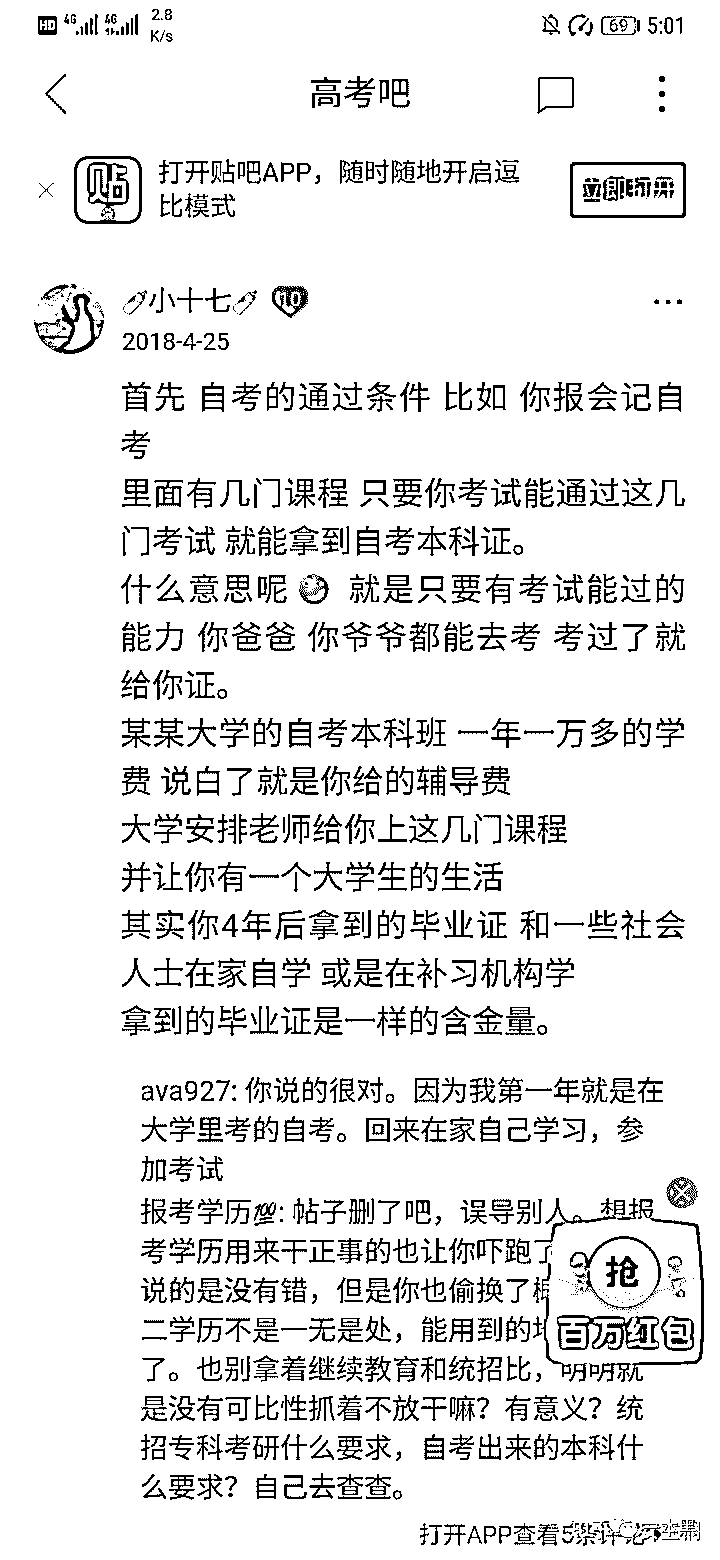 HD 4G 4G 2.8 K/s 69 5:01
高考吧
打开贴吧APP，随时随地开启逗
比模式
贴
立即打开
小十七 10
2018-4-25
首先 自考的通过条件 比如 你报会记自
考
里面有几门课程 只要你考试能通过这几
门考试 就能拿到自考本科证。
什么意思呢 就是只要有考试能过的
能力 你爸爸 你爷爷都能去考 考过了就
给你证。
某某大学的自考本科班 一年一万多的学
费 说白了就是你给的辅导费
大学安排老师给你上这几门课程
并让你有一个大学生的生活
其实你4年后拿到的毕业证 和一些社会
人士在家自学 或是在补习机构学
拿到的毕业证是一样的含金量。
ava927: 你说的很对。因为我第一年就是在
大学里考的自考。回来在家自己学习，参
加考试
报考学历💯: 帖子删了吧，误导别人。想报
考学历用来干正事的也让你吓跑了
说的是没有错，但是你也偷换了
二学历不是一无是处，能用到的地
了。也别拿着继续教育和统招比，明明就
是没有可比性抓着不放干嘛？有意义？统
招专科考研什么要求，自考出来的本科什
么要求？自己去查查。
抢
百万红包
打开APP查看5条评论